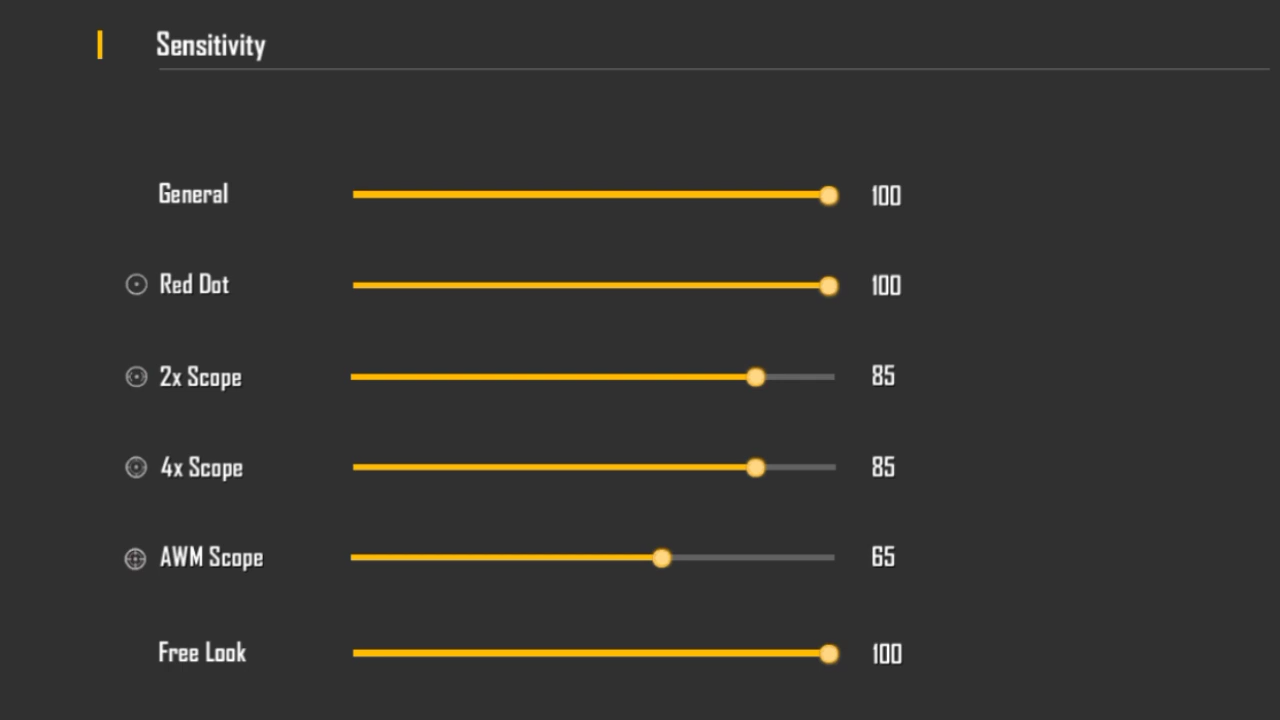 Sensitivity
General 100
Red Dot 100
2x Scope 85
4x Scope 85
AWM Scope 65
Free Look 100